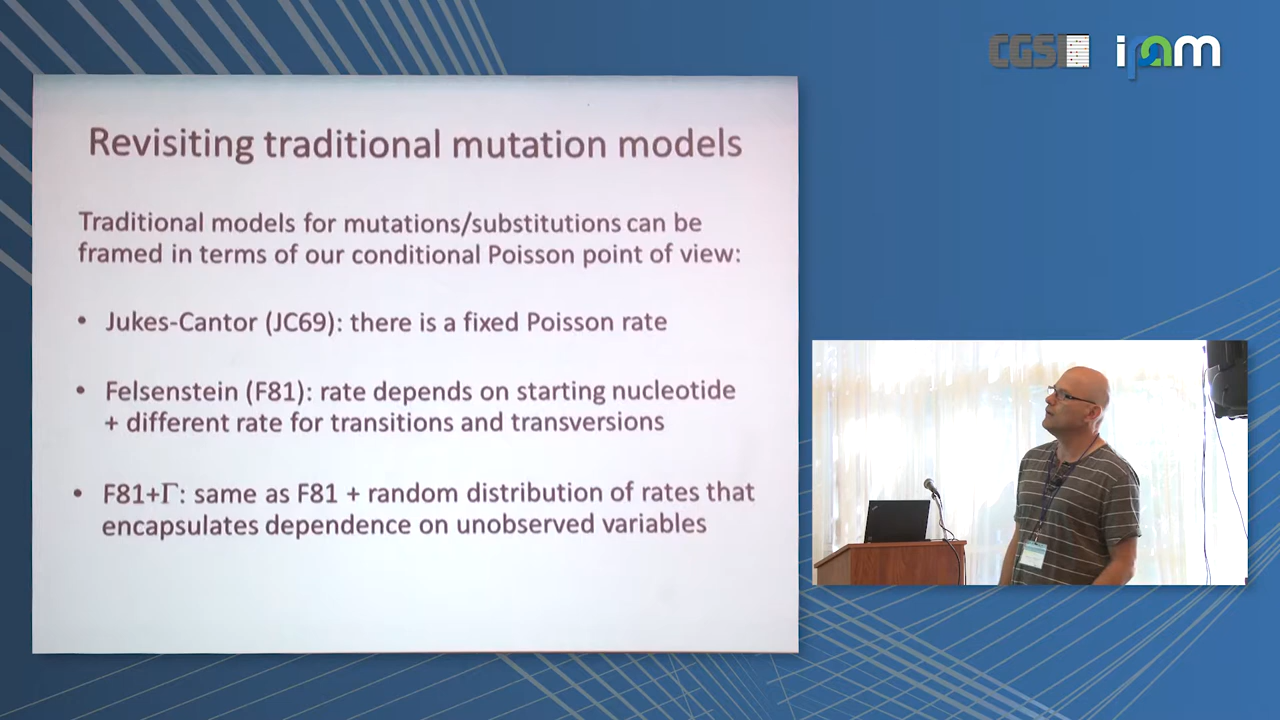 CGSI
ipam
Revisiting traditional mutation models
Traditional models for mutations/substitutions can be
framed in terms of our conditional Poisson point of view:
• Jukes-Cantor (JC69): there is a fixed Poisson rate
• Felsenstein (F81): rate depends on starting nucleotide
+ different rate for transitions and transversions
• F81+Γ: same as F81 + random distribution of rates that
encapsulates dependence on unobserved variables